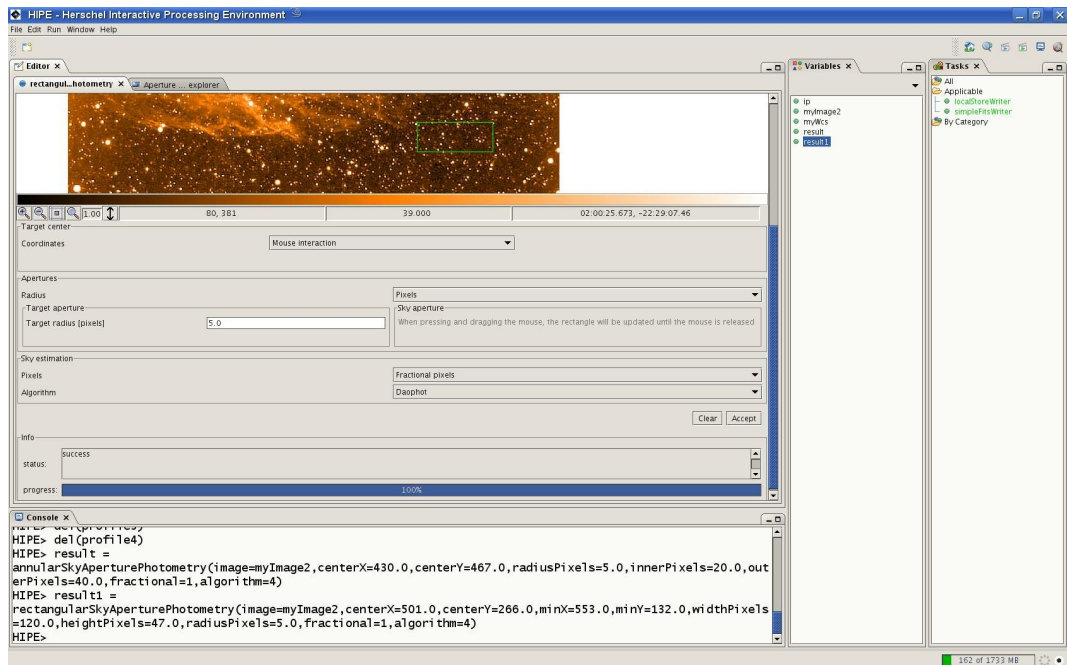 HIPE - Herschel Interactive Processing Environment
File Edit Run Window Help
Editor ×
rectangul...hotometry × Aperture ... explorer
1.00 80, 381 39.000 02:00:25.673, -22:29:07.46
Target center
Coordinates Mouse interaction
Apertures
Radius Pixels
Target aperture Sky aperture
Target radius [pixels] 5.0 When pressing and dragging the mouse, the rectangle will be updated until the mouse is released
Sky estimation
Pixels Fractional pixels
Algorithm Daophot
Clear Accept
Info
status: success
progress: 100%
Console ×
HIPE> del(profile3)
HIPE> del(profile4)
HIPE> result =
annularSkyAperturePhotometry(image=myImage2,centerX=430.0,centerY=467.0,radiusPixels=5.0,innerPixels=20.0,out
erPixels=40.0,fractional=1,algorithm=4)
HIPE> result1 =
rectangularSkyAperturePhotometry(image=myImage2,centerX=501.0,centerY=266.0,minX=553.0,minY=132.0,widthPixels
=120.0,heightPixels=47.0,radiusPixels=5.0,fractional=1,algorithm=4)
HIPE>
Variables ×
ip
myImage2
myWcs
result
result1
Tasks ×
All
Applicable
localStoreWriter
simpleFitsWriter
By Category
162 of 1733 MB